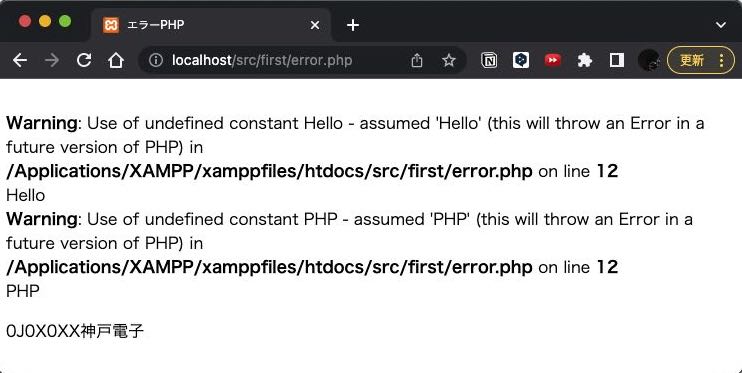 エラーPHP
localhost/src/first/error.php
更新
Warning: Use of undefined constant Hello - assumed 'Hello' (this will throw an Error in a
future version of PHP) in
/Applications/XAMPP/xamppfiles/htdocs/src/first/error.php on line 12
Hello
Warning: Use of undefined constant PHP - assumed 'PHP' (this will throw an Error in a
future version of PHP) in
/Applications/XAMPP/xamppfiles/htdocs/src/first/error.php on line 12
PHP
0J0X0XX神戸電子